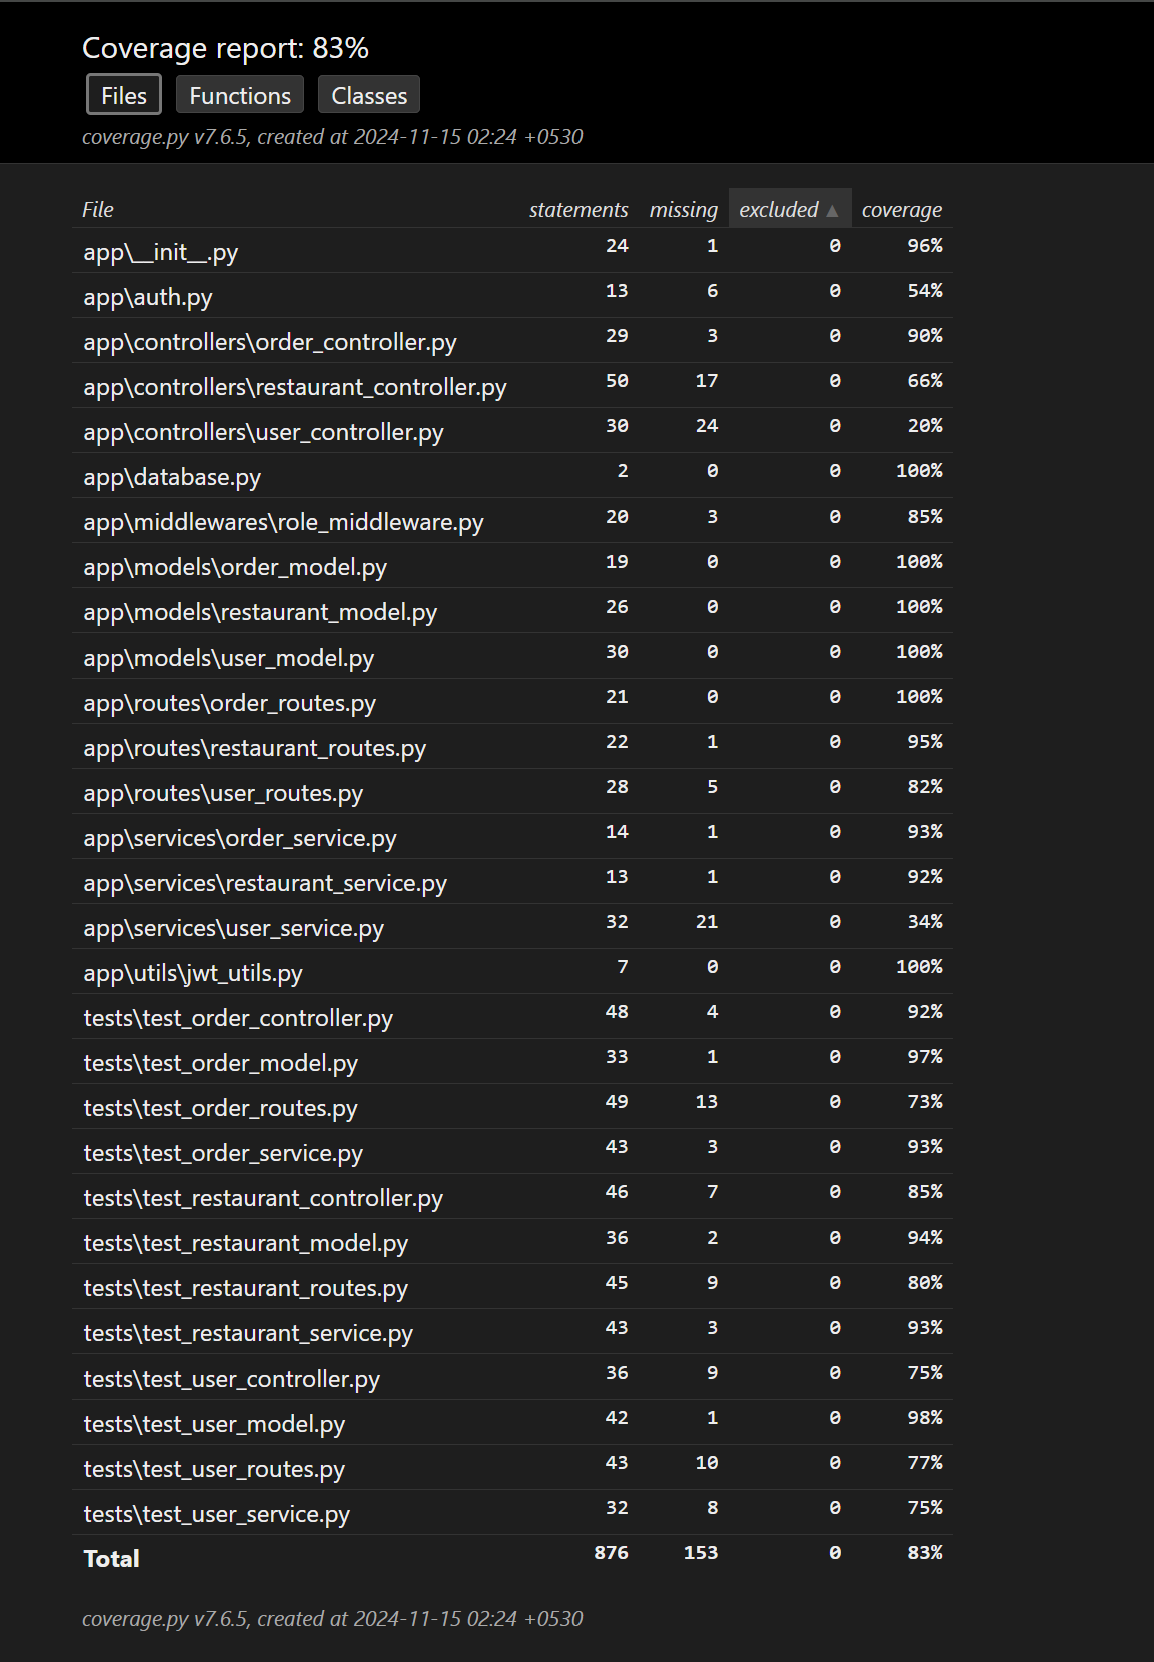 Coverage report: 83%
Files Functions Classes
coverage.py v7.6.5, created at 2024-11-15 02:24 +0530
File statements missing excluded ▲ coverage
app\__init__.py 24 1 0 96%
app\auth.py 13 6 0 54%
app\controllers\order_controller.py 29 3 0 90%
app\controllers\restaurant_controller.py 50 17 0 66%
app\controllers\user_controller.py 30 24 0 20%
app\database.py 2 0 0 100%
app\middlewares\role_middleware.py 20 3 0 85%
app\models\order_model.py 19 0 0 100%
app\models\restaurant_model.py 26 0 0 100%
app\models\user_model.py 30 0 0 100%
app\routes\order_routes.py 21 0 0 100%
app\routes\restaurant_routes.py 22 1 0 95%
app\routes\user_routes.py 28 5 0 82%
app\services\order_service.py 14 1 0 93%
app\services\restaurant_service.py 13 1 0 92%
app\services\user_service.py 32 21 0 34%
app\utils\jwt_utils.py 7 0 0 100%
tests\test_order_controller.py 48 4 0 92%
tests\test_order_model.py 33 1 0 97%
tests\test_order_routes.py 49 13 0 73%
tests\test_order_service.py 43 3 0 93%
tests\test_restaurant_controller.py 46 7 0 85%
tests\test_restaurant_model.py 36 2 0 94%
tests\test_restaurant_routes.py 45 9 0 80%
tests\test_restaurant_service.py 43 3 0 93%
tests\test_user_controller.py 36 9 0 75%
tests\test_user_model.py 42 1 0 98%
tests\test_user_routes.py 43 10 0 77%
tests\test_user_service.py 32 8 0 75%
Total 876 153 0 83%
coverage.py v7.6.5, created at 2024-11-15 02:24 +0530